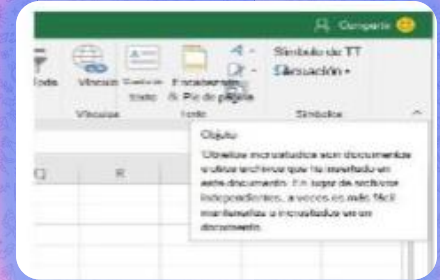 Compartir
Símbolo de TT
Vínculo Cuadro de Encabezado Ecuación
texto & Pie de página
Vínculos Texto Símbolos
Objeto
Objetos incrustados son documentos
u otros archivos que ha insertado en
este documento. En lugar de archivos
independientes, a veces es más fácil
mantenerlos a incrustados en un
documento.
Q R